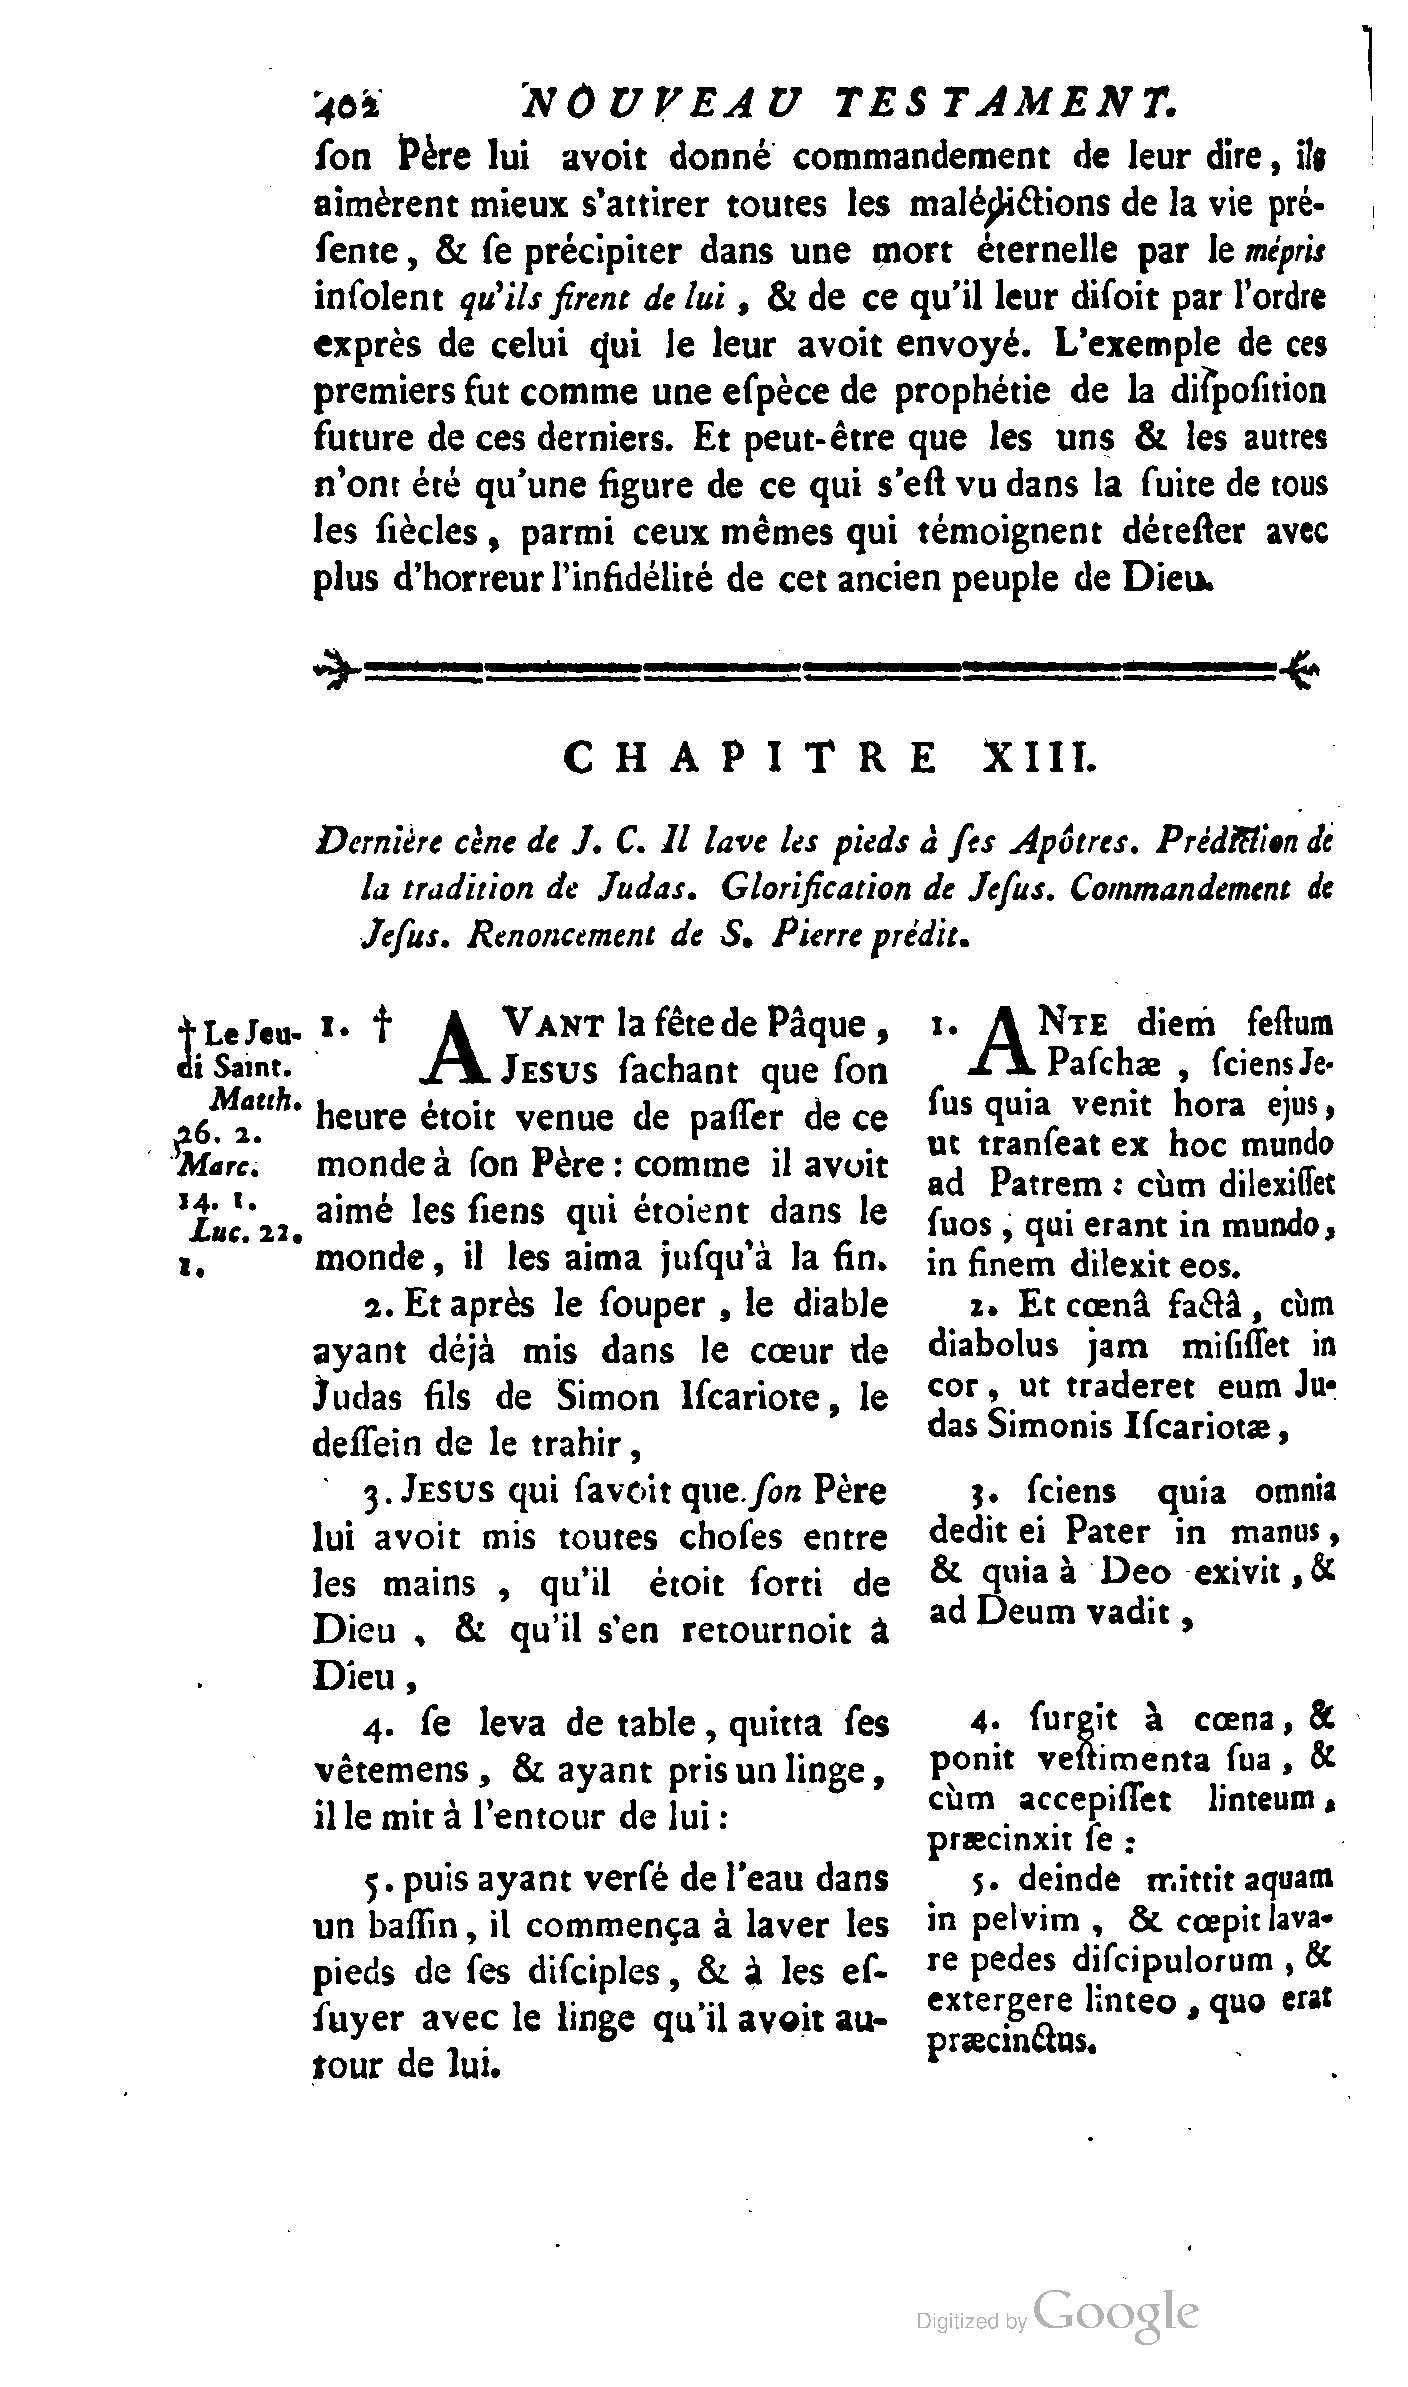 402 NOUVEAU TESTAMENT.
ſon Père lui avoit donné commandement de leur dire, ils
aimèrent mieux s'attirer toutes les malédictions de la vie pré-
ſente, & ſe précipiter dans une mort éternelle par le mépris
inſolent qu'ils firent de lui, & de ce qu'il leur diſoit par l'ordre
exprès de celui qui le leur avoit envoyé. L'exemple de ces
premiers fut comme une eſpèce de prophétie de la diſpoſition
future de ces derniers. Et peut-être que les uns & les autres
n'ont été qu'une figure de ce qui s'eſt vu dans la ſuite de tous
les ſiècles, parmi ceux mêmes qui témoignent déteſter avec
plus d'horreur l'infidélité de cet ancien peuple de Dieu.
CHAPITRE XIII.
Dernière cène de J. C. Il lave les pieds à ſes Apôtres. Prédiction de
la tradition de Judas. Glorification de Jeſus. Commandement de
Jeſus. Renoncement de S. Pierre prédit.
† Le Jeu-
di Saint.
Matth.
26. 2.
Marc.
14. 1.
Luc. 22.
1.
1. † AVANT la fête de Pâque,
JESUS ſachant que ſon
heure étoit venue de paſſer de ce
monde à ſon Père : comme il avoit
aimé les ſiens qui étoient dans le
monde, il les aima juſqu'à la fin.
2. Et après le ſouper, le diable
ayant déjà mis dans le cœur de
Judas fils de Simon Iſcariote, le
deſſein de le trahir,
3. JESUS qui ſavoit que ſon Père
lui avoit mis toutes choſes entre
les mains, qu'il étoit ſorti de
Dieu, & qu'il s'en retournoit à
Dieu,
4. ſe leva de table, quitta ſes
vêtemens, & ayant pris un linge,
il le mit à l'entour de lui :
5. puis ayant verſé de l'eau dans
un baſſin, il commença à laver les
pieds de ſes diſciples, & à les eſ-
ſuyer avec le linge qu'il avoit au-
tour de lui.
1. ANTE diem feſtum
Paſchæ, ſciens Je-
ſus quia venit hora ejus,
ut tranſeat ex hoc mundo
ad Patrem : cùm dilexiſſet
ſuos, qui erant in mundo,
in finem dilexit eos.
2. Et cœnâ factâ, cùm
diabolus jam miſiſſet in
cor, ut traderet eum Ju-
das Simonis Iſcariotæ,
3. ſciens quia omnia
dedit ei Pater in manus,
& quia à Deo exivit, &
ad Deum vadit,
4. ſurgit à cœna, &
ponit veſtimenta ſua, &
cùm accepiſſet linteum,
præcinxit ſe :
5. deinde mittit aquam
in pelvim, & cœpit lava-
re pedes diſcipulorum, &
extergere linteo, quo erat
præcinctus.
Digitized by Google